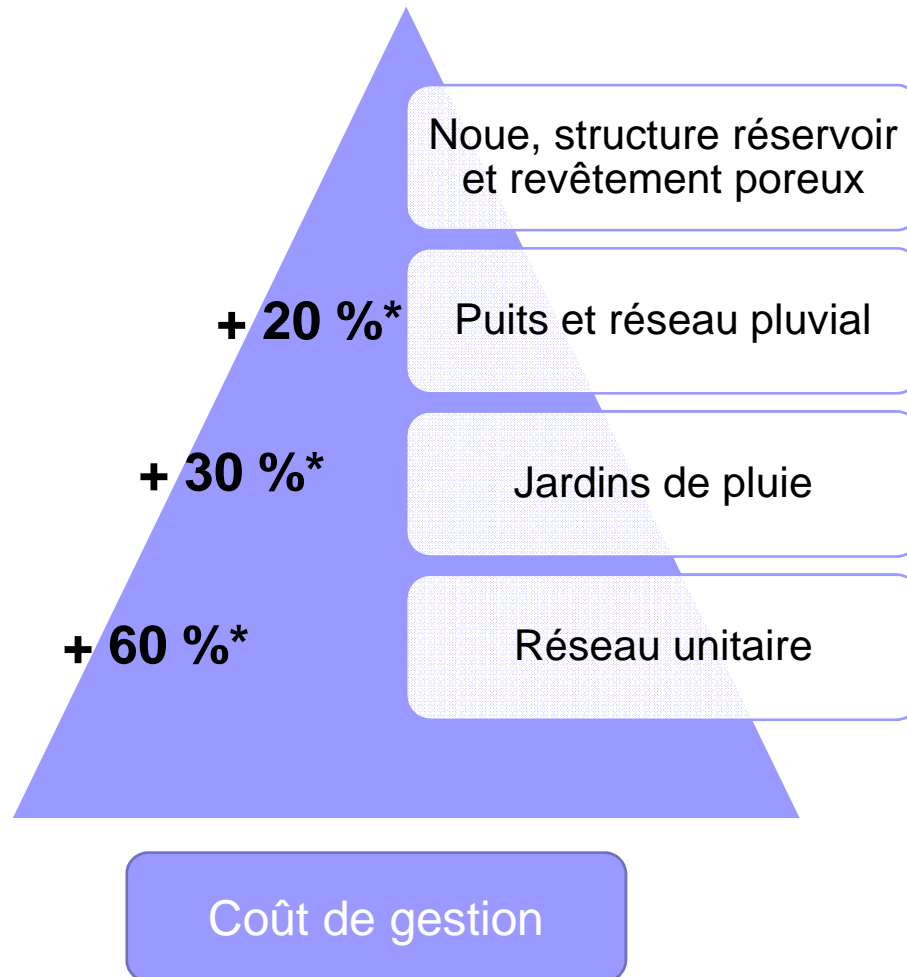 Noue, structure réservoir
et revêtement poreux
+ 20 %*
Puits et réseau pluvial
+ 30 %*
Jardins de pluie
+ 60 %*
Réseau unitaire
Coût de gestion